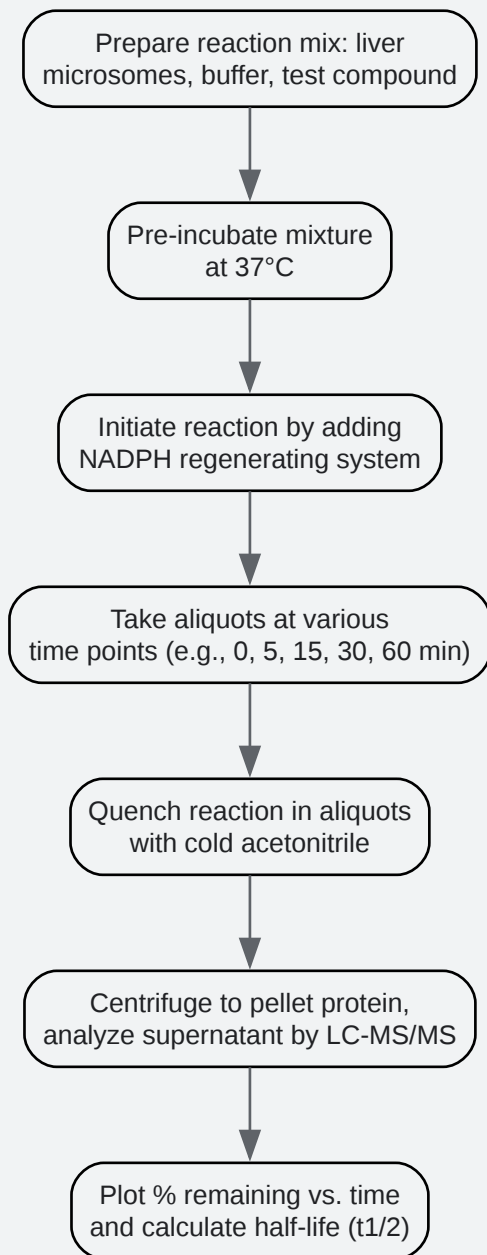 Prepare reaction mix: liver
microsomes, buffer, test compound
Pre-incubate mixture
at 37°C
Initiate reaction by adding
NADPH regenerating system
Take aliquots at various
time points (e.g., 0, 5, 15, 30, 60 min)
Quench reaction in aliquots
with cold acetonitrile
Centrifuge to pellet protein,
analyze supernatant by LC-MS/MS
Plot % remaining vs. time
and calculate half-life (t1/2)